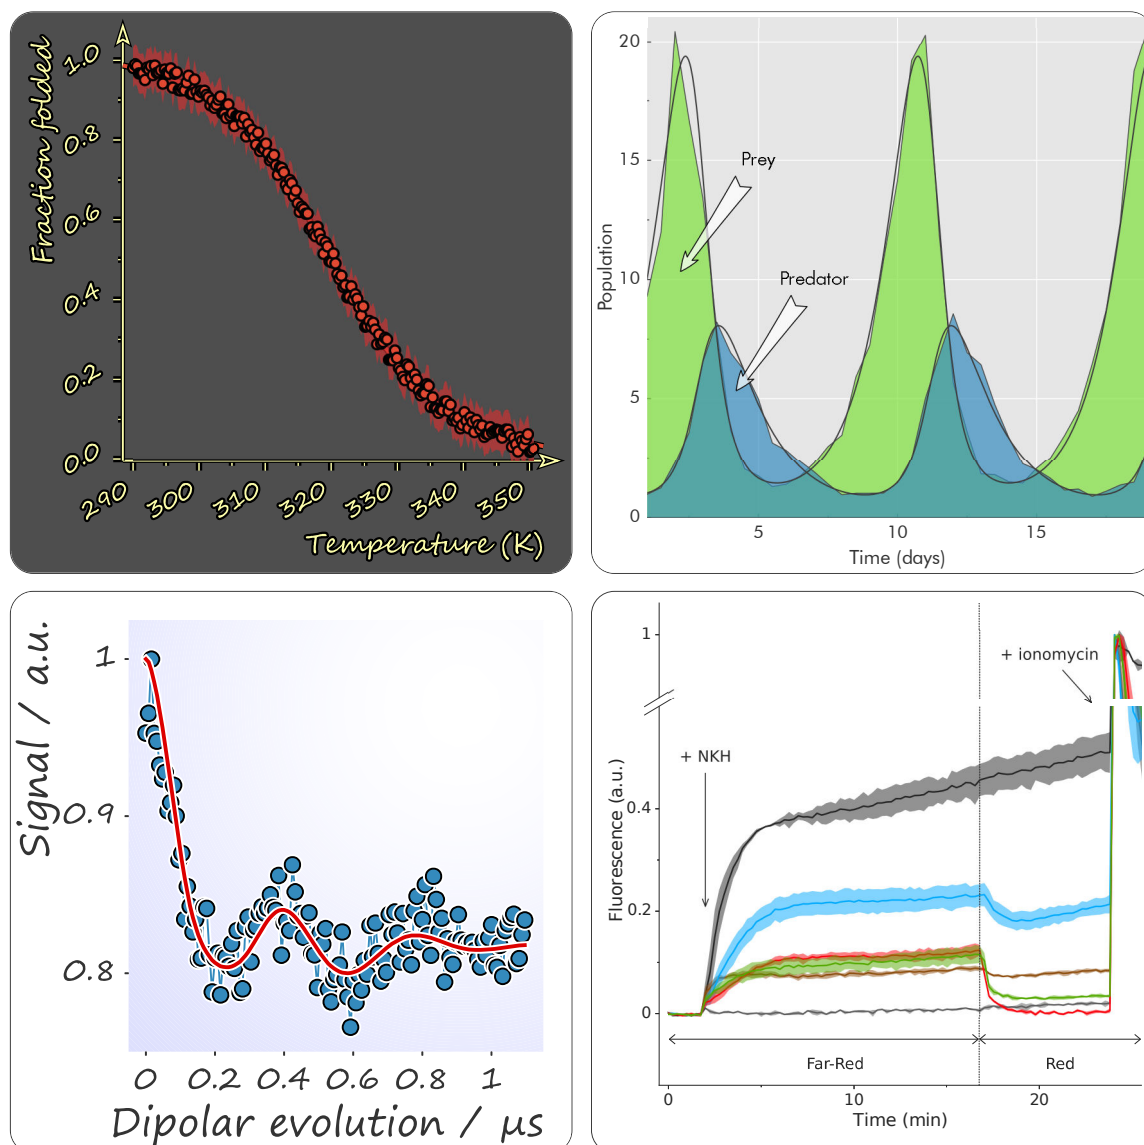 Fraction folded
1.0
0.8
0.6
0.4
0.2
0.0
290 300 310 320 330 340 350
Temperature (K)
Population
20
15
10
5
0
Prey
Predator
5 10 15
Time (days)
Signal / a.u.
1
0.9
0.8
0 0.2 0.4 0.6 0.8 1
Dipolar evolution / μs
Fluorescence (a.u.)
1
0.4
0.2
0
+ ionomycin
+ NKH
Far-Red Red
0 10 20
Time (min)